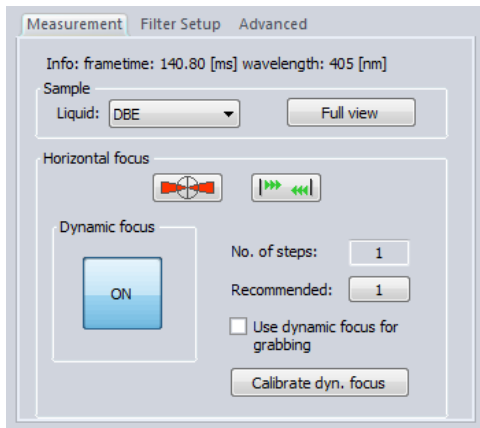 Measurement Filter Setup Advanced
Info: frametime: 140.80 [ms] wavelength: 405 [nm]
Sample
Liquid: DBE Full view
Horizontal focus
Dynamic focus
ON
No. of steps: 1
Recommended: 1
Use dynamic focus for
grabbing
Calibrate dyn. focus